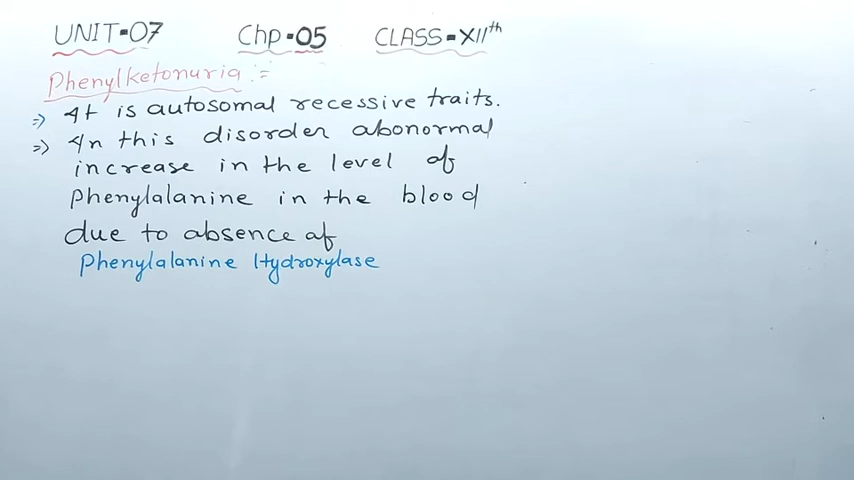 UNIT-07 Chp-05 CLASS-XIIth
Phenylketonuria :-
=> It is autosomal recessive traits.
=> In this disorder abonormal
increase in the level of
Phenylalanine in the blood
due to absence of
Phenylalanine Hydroxylase